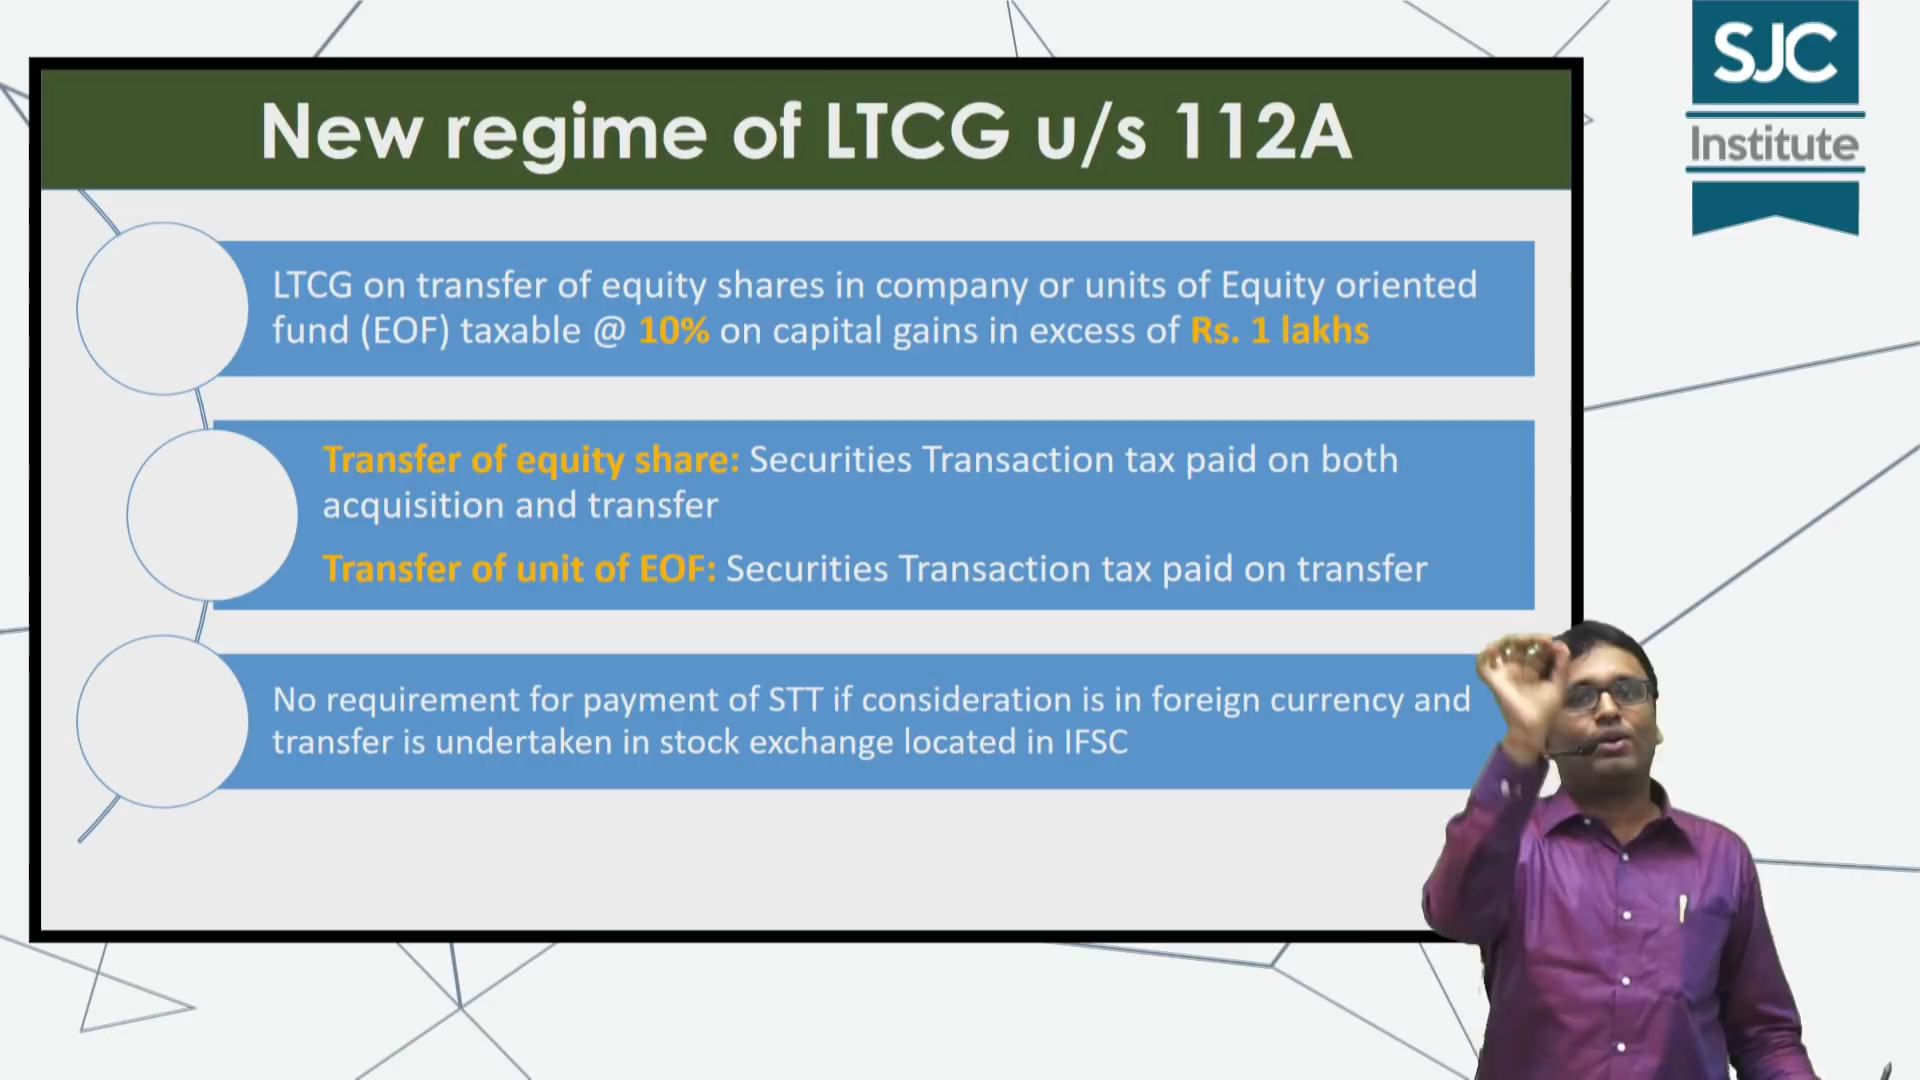 New regime of LTCG u/s 112A
SJC
Institute
LTCG on transfer of equity shares in company or units of Equity oriented
fund (EOF) taxable @ 10% on capital gains in excess of Rs. 1 lakhs
Transfer of equity share: Securities Transaction tax paid on both
acquisition and transfer
Transfer of unit of EOF: Securities Transaction tax paid on transfer
No requirement for payment of STT if consideration is in foreign currency and
transfer is undertaken in stock exchange located in IFSC